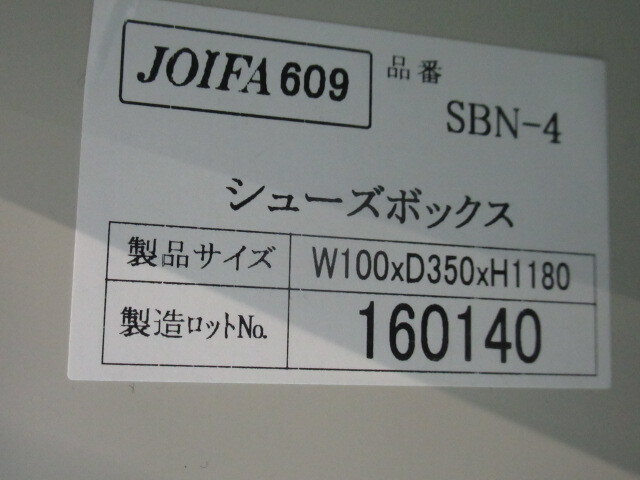 JOIFA 609
品番
SBN-4
シューズボックス
製品サイズ W100xD350xH1180
製造ロットNo. 160140